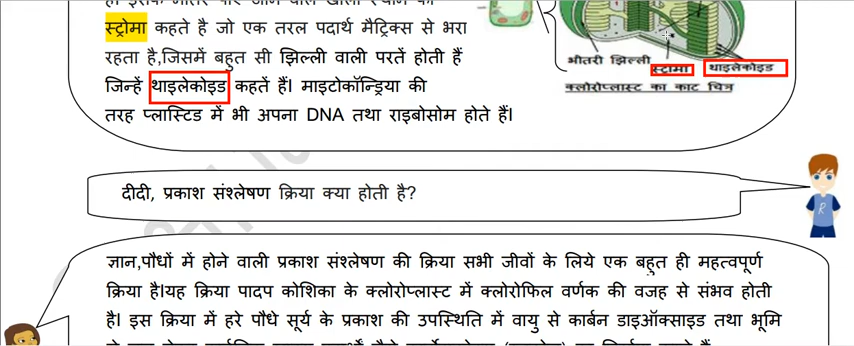 स्ट्रोमा कहते है जो एक तरल पदार्थ मैट्रिक्स से भरा
रहता है,जिसमें बहुत सी झिल्ली वाली परतें होती हैं
जिन्हें थाइलेकोइड कहतें हैं। माइटोकॉन्ड्रिया की
तरह प्लास्टिड में भी अपना DNA तथा राइबोसोम होते हैं।
भीतरी झिल्ली
स्ट्रोमा
थाइलेकोइड
क्लोरोप्लास्ट का काट चित्र
दीदी, प्रकाश संश्लेषण क्रिया क्या होती है?
R
ज्ञान,पौधों में होने वाली प्रकाश संश्लेषण की क्रिया सभी जीवों के लिये एक बहुत ही महत्वपूर्ण
क्रिया है।यह क्रिया पादप कोशिका के क्लोरोप्लास्ट में क्लोरोफिल वर्णक की वजह से संभव होती
है। इस क्रिया में हरे पौधे सूर्य के प्रकाश की उपस्थिति में वायु से कार्बन डाइऑक्साइड तथा भूमि